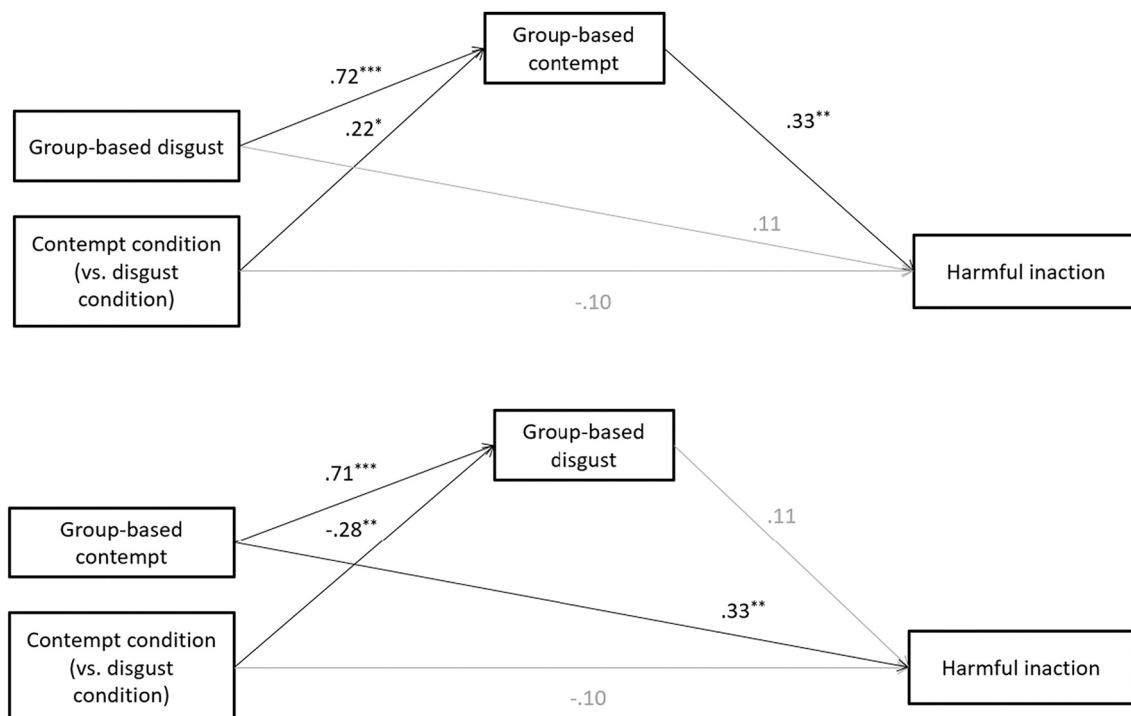 Group-based
contempt
.72***
.22*
.33**
Group-based disgust
Contempt condition
(vs. disgust
condition)
.11
Harmful inaction
-.10
Group-based
disgust
.71***
-.28**
.11
Group-based
contempt
.33**
Contempt condition
(vs. disgust
condition)
Harmful inaction
-.10